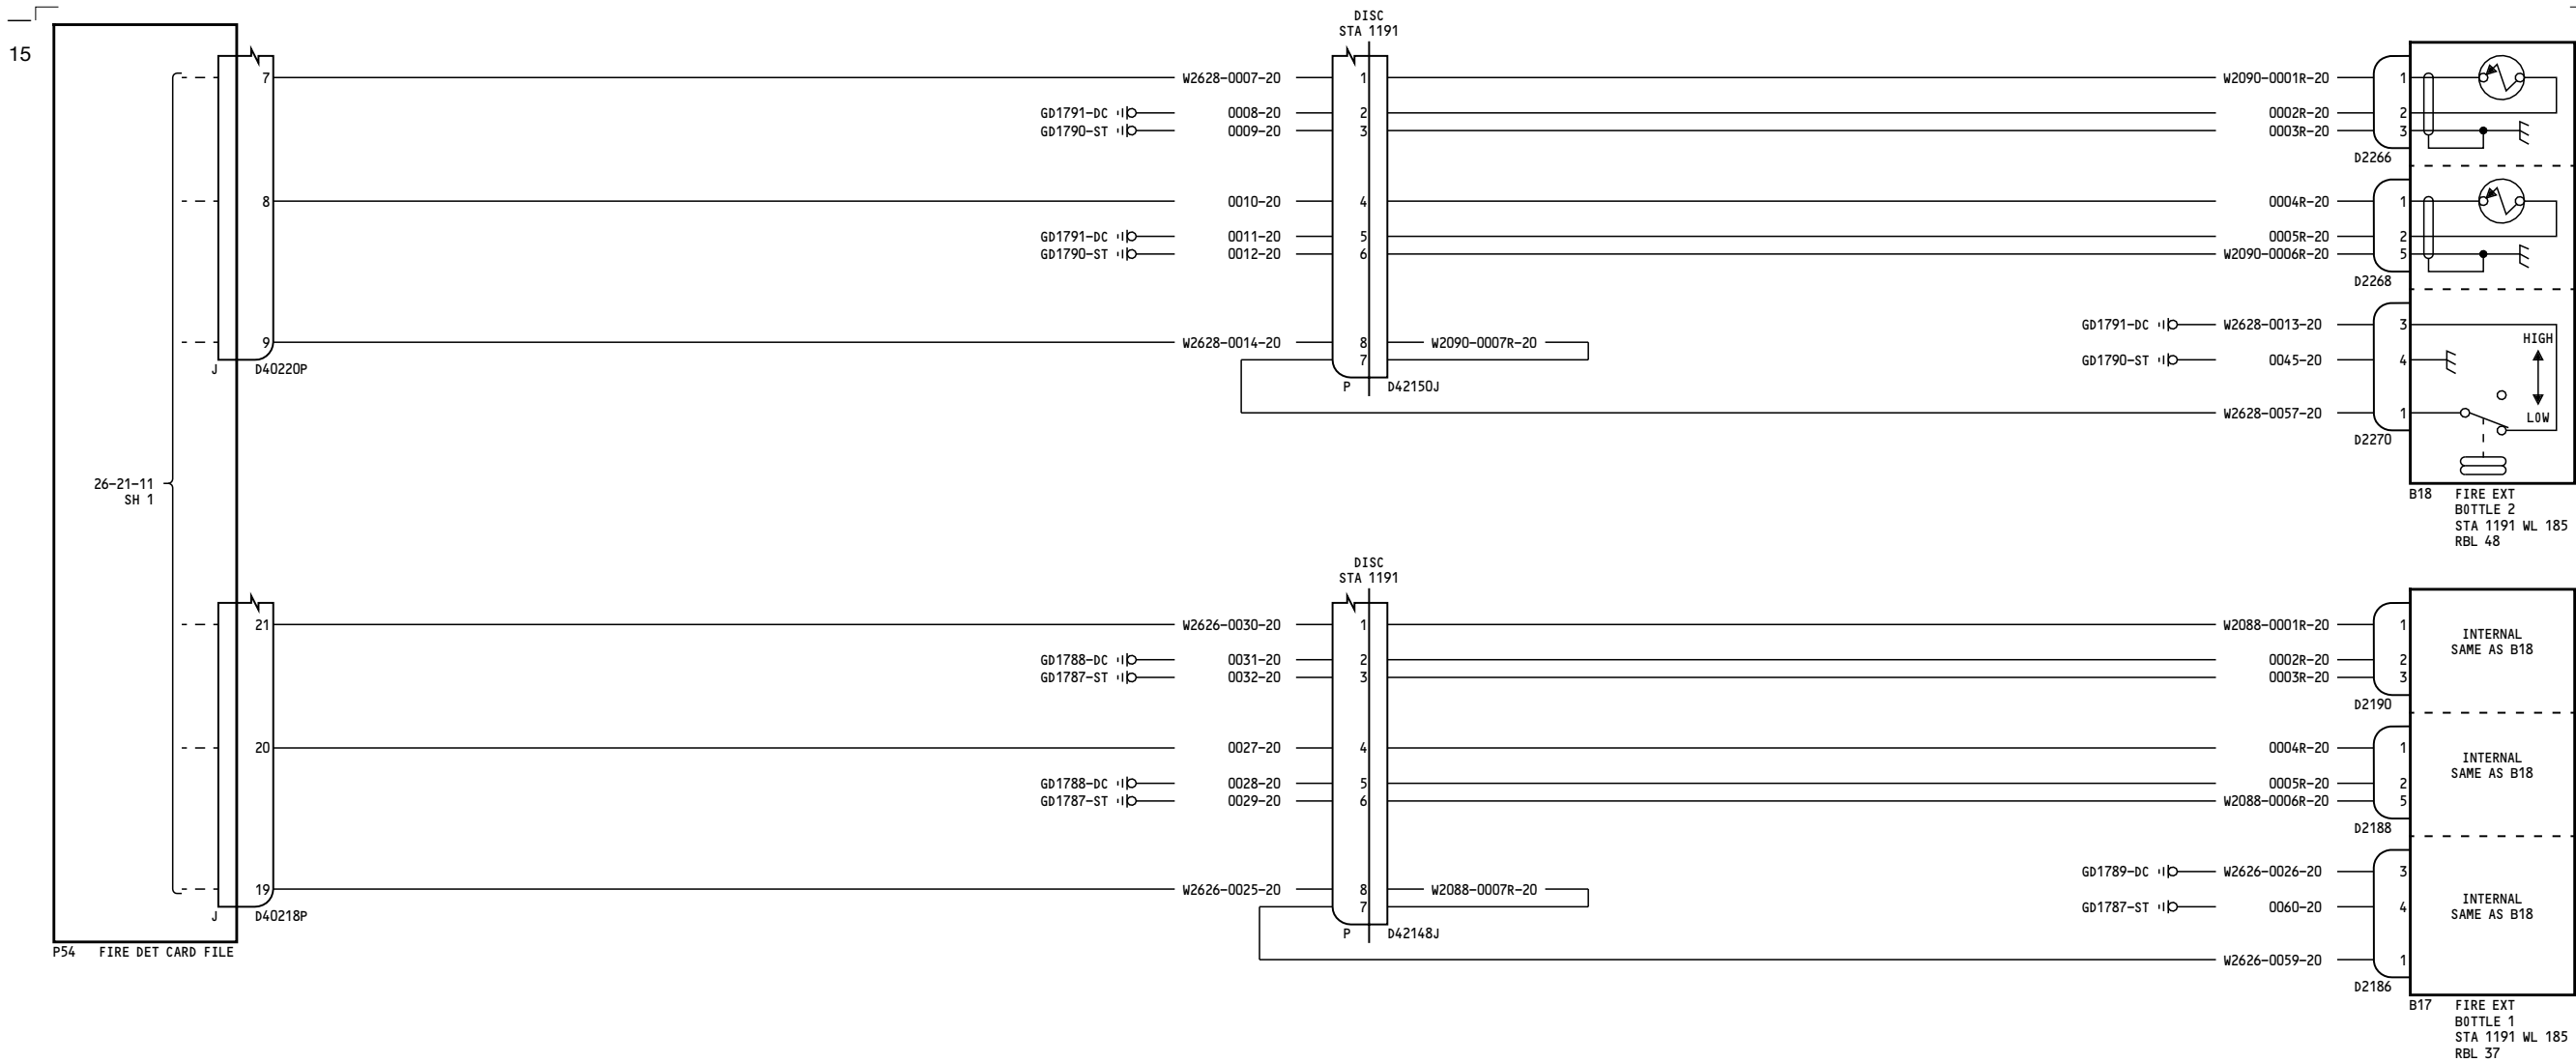 15
DISC
STA 1191
7 W2628-0007-20 1 W2090-0001R-20 1
GD1791-DC 0008-20 2 0002R-20 2
GD1790-ST 0009-20 3 0003R-20 3
D2266
8 0010-20 4 0004R-20 1
GD1791-DC 0011-20 5 0005R-20 2
GD1790-ST 0012-20 6 W2090-0006R-20 5
D2268
GD1791-DC W2628-0013-20 3
HIGH
9 W2628-0014-20 8 W2090-0007R-20
7 GD1790-ST 0045-20 4
J D40220P
P D42150J
W2628-0057-20 1
LOW
D2270
26-21-11
SH 1
B18 FIRE EXT
BOTTLE 2
STA 1191 WL 185
RBL 48
DISC
STA 1191
21 W2626-0030-20 1 W2088-0001R-20 1
INTERNAL
SAME AS B18
GD1788-DC 0031-20 2 0002R-20 2
GD1787-ST 0032-20 3 0003R-20 3
D2190
20 0027-20 4 0004R-20 1
INTERNAL
SAME AS B18
GD1788-DC 0028-20 5 0005R-20 2
GD1787-ST 0029-20 6 W2088-0006R-20 5
D2188
GD1789-DC W2626-0026-20 3
19 W2626-0025-20 8 W2088-0007R-20
INTERNAL
SAME AS B18
7 GD1787-ST 0060-20 4
J D40218P
P D42148J
P54 FIRE DET CARD FILE
W2626-0059-20 1
D2186
B17 FIRE EXT
BOTTLE 1
STA 1191 WL 185
RBL 37